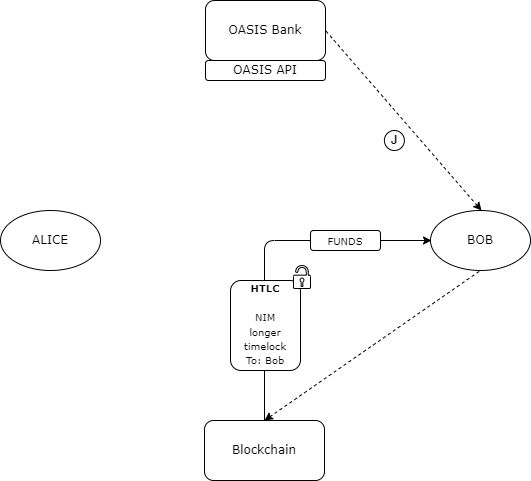 OASIS Bank
OASIS API
J
ALICE
FUNDS
BOB
HTLC
NIM
longer
timelock
To: Bob
Blockchain